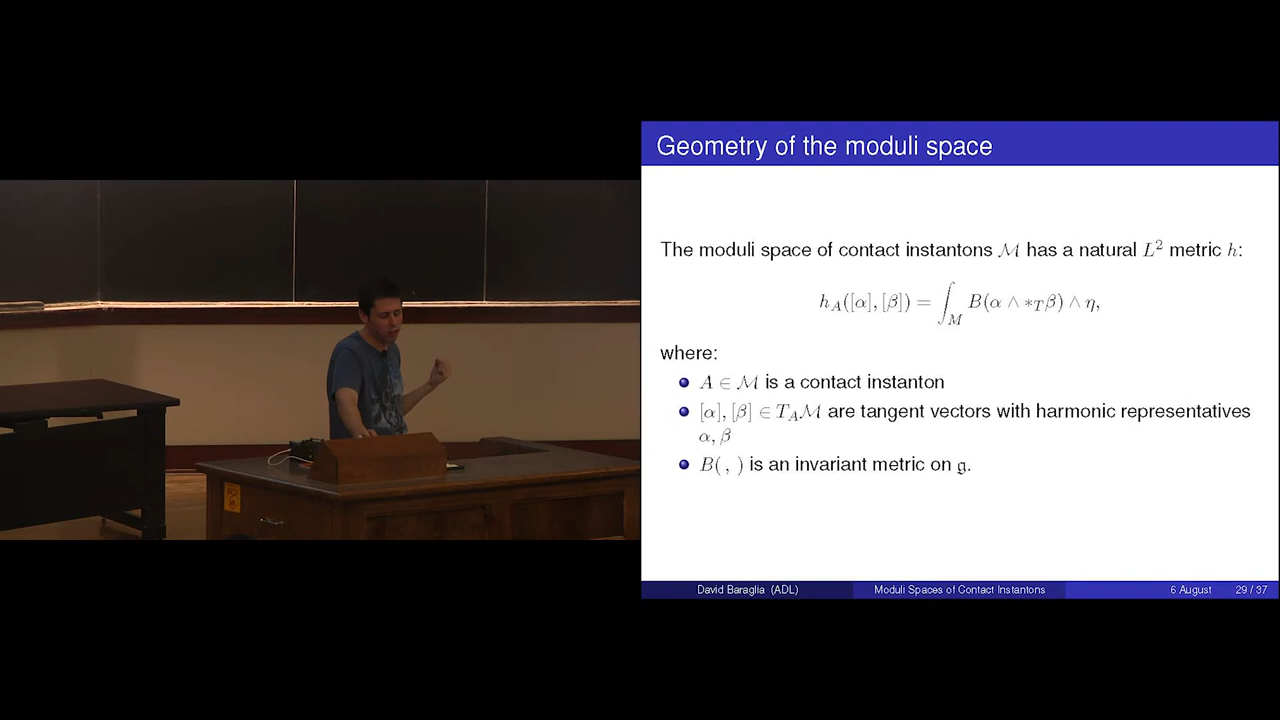 Geometry of the moduli space
The moduli space of contact instantons ℳ has a natural L² metric h:
h_A([α], [β]) = ∫_M B(α ∧ *_T β) ∧ η,
where:
A ∈ ℳ is a contact instanton
[α], [β] ∈ T_Aℳ are tangent vectors with harmonic representatives
α, β
B( , ) is an invariant metric on 𝔤.
David Baraglia (ADL) Moduli Spaces of Contact Instantons 6 August 29 / 37